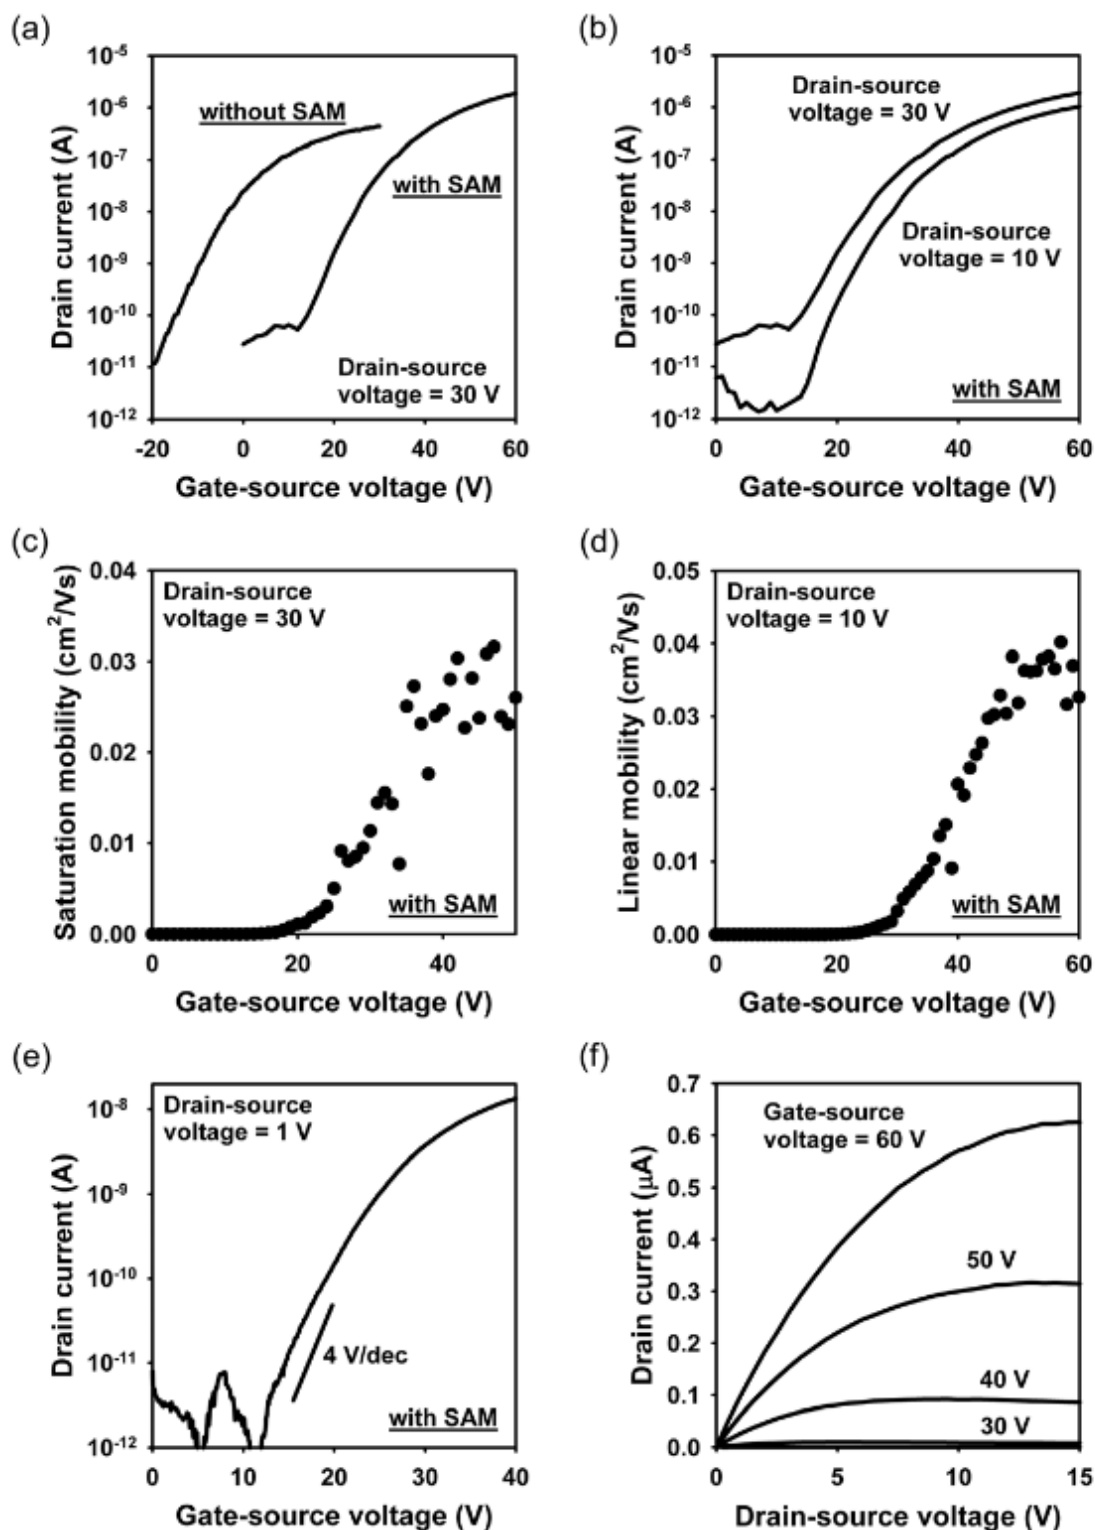 (a)
10⁻⁵
10⁻⁶
10⁻⁷
10⁻⁸
10⁻⁹
10⁻¹⁰
10⁻¹¹
10⁻¹²
Drain current (A)
without SAM
with SAM
Drain-source
voltage = 30 V
-20
0
20
40
60
Gate-source voltage (V)
(b)
10⁻⁵
10⁻⁶
10⁻⁷
10⁻⁸
10⁻⁹
10⁻¹⁰
10⁻¹¹
10⁻¹²
Drain current (A)
Drain-source
voltage = 30 V
Drain-source
voltage = 10 V
with SAM
0
20
40
60
Gate-source voltage (V)
(c)
0.04
0.03
0.02
0.01
0.00
Saturation mobility (cm²/Vs)
Drain-source
voltage = 30 V
with SAM
0
20
40
Gate-source voltage (V)
(d)
0.05
0.04
0.03
0.02
0.01
0.00
Linear mobility (cm²/Vs)
Drain-source
voltage = 10 V
with SAM
0
20
40
60
Gate-source voltage (V)
(e)
10⁻⁸
10⁻⁹
10⁻¹⁰
10⁻¹¹
10⁻¹²
Drain current (A)
Drain-source
voltage = 1 V
4 V/dec
with SAM
0
10
20
30
40
Gate-source voltage (V)
(f)
0.7
0.6
0.5
0.4
0.3
0.2
0.1
0.0
Drain current (μA)
Gate-source
voltage = 60 V
50 V
40 V
30 V
0
5
10
15
Drain-source voltage (V)